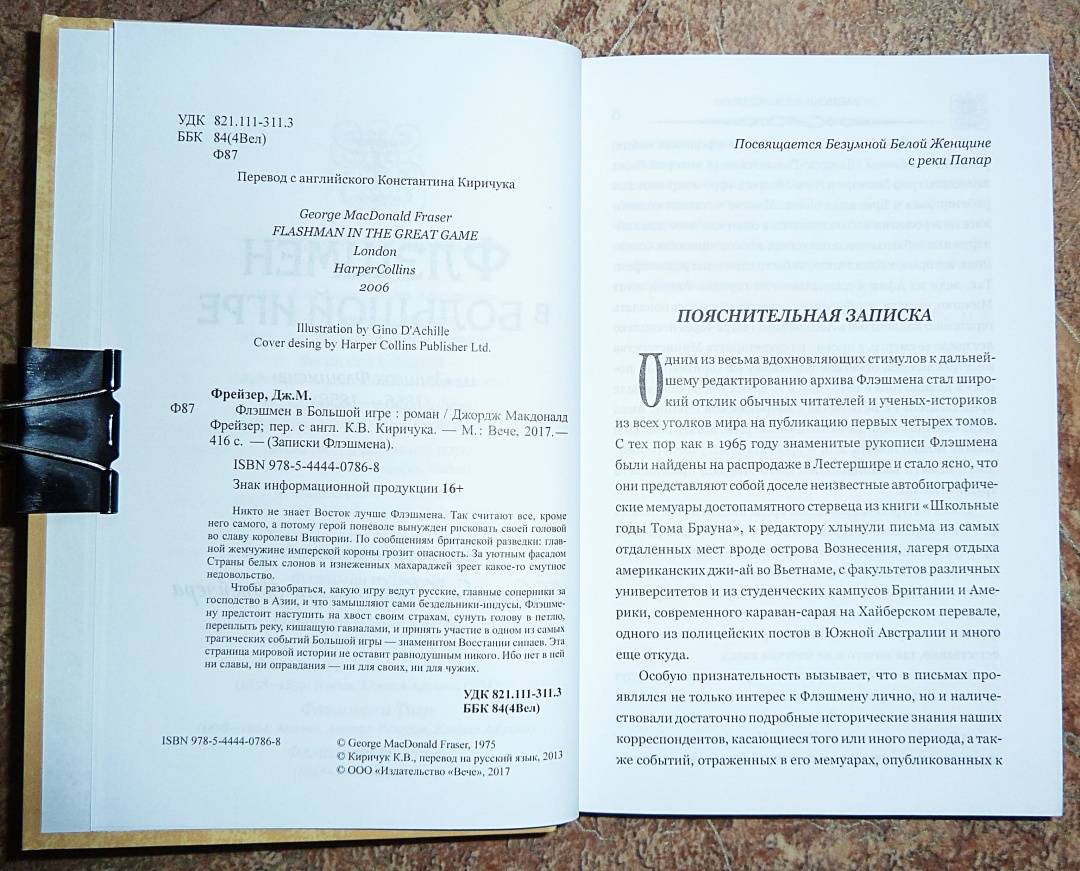 УДК 821.111-311.3
ББК 84(4Вел)
Ф87
Перевод с английского Константина Киричука
George MacDonald Fraser
FLASHMAN IN THE GREAT GAME
London
HarperCollins
2006
Illustration by Gino D'Achille
Cover desing by Harper Collins Publisher Ltd.
Фрейзер, Дж.М.
Ф87 Флэшмен в Большой игре : роман / Джордж Макдоналд
Фрейзер; пер. с англ. К.В. Киричука. — М. : Вече, 2017.—
416 с. — (Записки Флэшмена).
ISBN 978-5-4444-0786-8
Знак информационной продукции 16+
Никто не знает Восток лучше Флэшмена. Так считают все, кроме
него самого, а потому герой поневоле вынужден рисковать своей головой
во славу королевы Виктории. По сообщениям британской разведки: глав-
ной жемчужине имперской короны грозит опасность. За уютным фасадом
Страны белых слонов и изнеженных махараджей зреет какое-то смутное
недовольство.
Чтобы разобраться, какую игру ведут русские, главные соперники за
господство в Азии, и что замышляют сами бездельники-индусы, Флэшме-
ну предстоит наступить на хвост своим страхам, сунуть голову в петлю,
переплыть реку, кишащую гавиалами, и принять участие в одном из самых
трагических событий Большой игры — знаменитом Восстании сипаев. Эта
страница мировой истории не оставит равнодушным никого. Ибо нет в ней
ни славы, ни оправдания — ни для своих, ни для чужих.
УДК 821.111-311.3
ББК 84(4Вел)
ISBN 978-5-4444-0786-8
© George MacDonald Fraser, 1975
© Киричук К.В., перевод на русский язык, 2013
© ООО «Издательство «Вече», 2017
Посвящается Безумной Белой Женщине
с реки Папар
ПОЯСНИТЕЛЬНАЯ ЗАПИСКА
Одним из весьма вдохновляющих стимулов к дальней-
шему редактированию архива Флэшмена стал широ-
кий отклик обычных читателей и ученых-историков
из всех уголков мира на публикацию первых четырех томов.
С тех пор как в 1965 году знаменитые рукописи Флэшмена
были найдены на распродаже в Лестершире и стало ясно, что
они представляют собой доселе неизвестные автобиографиче-
ские мемуары достопамятного стервеца из книги «Школьные
годы Тома Брауна», к редактору хлынули письма из самых
отдаленных мест вроде острова Вознесения, лагеря отдыха
американских джи-ай во Вьетнаме, с факультетов различных
университетов и из студенческих кампусов Британии и Аме-
рики, современного караван-сарая на Хайберском перевале,
одного из полицейских постов в Южной Австралии и много
еще откуда.
Особую признательность вызывает, что в письмах про-
являлся не только интерес к Флэшмену лично, но и наличе-
ствовали достаточно подробные исторические знания наших
корреспондентов, касающиеся того или иного периода, а так-
же событий, отраженных в его мемуарах, опубликованных к